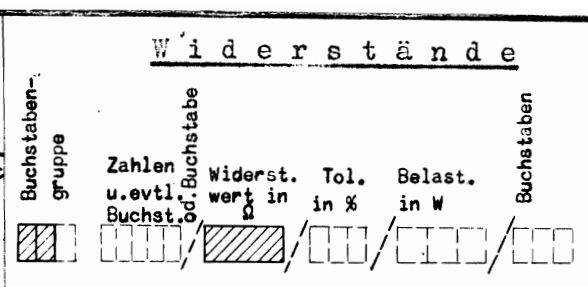 Widerstände
Buchstaben-
gruppe
Zahlen
u.evtl.
Buchst.
od. Buchstabe
Widerst.
wert in
Ω
Tol.
in %
Belast.
in W
Buchstaben